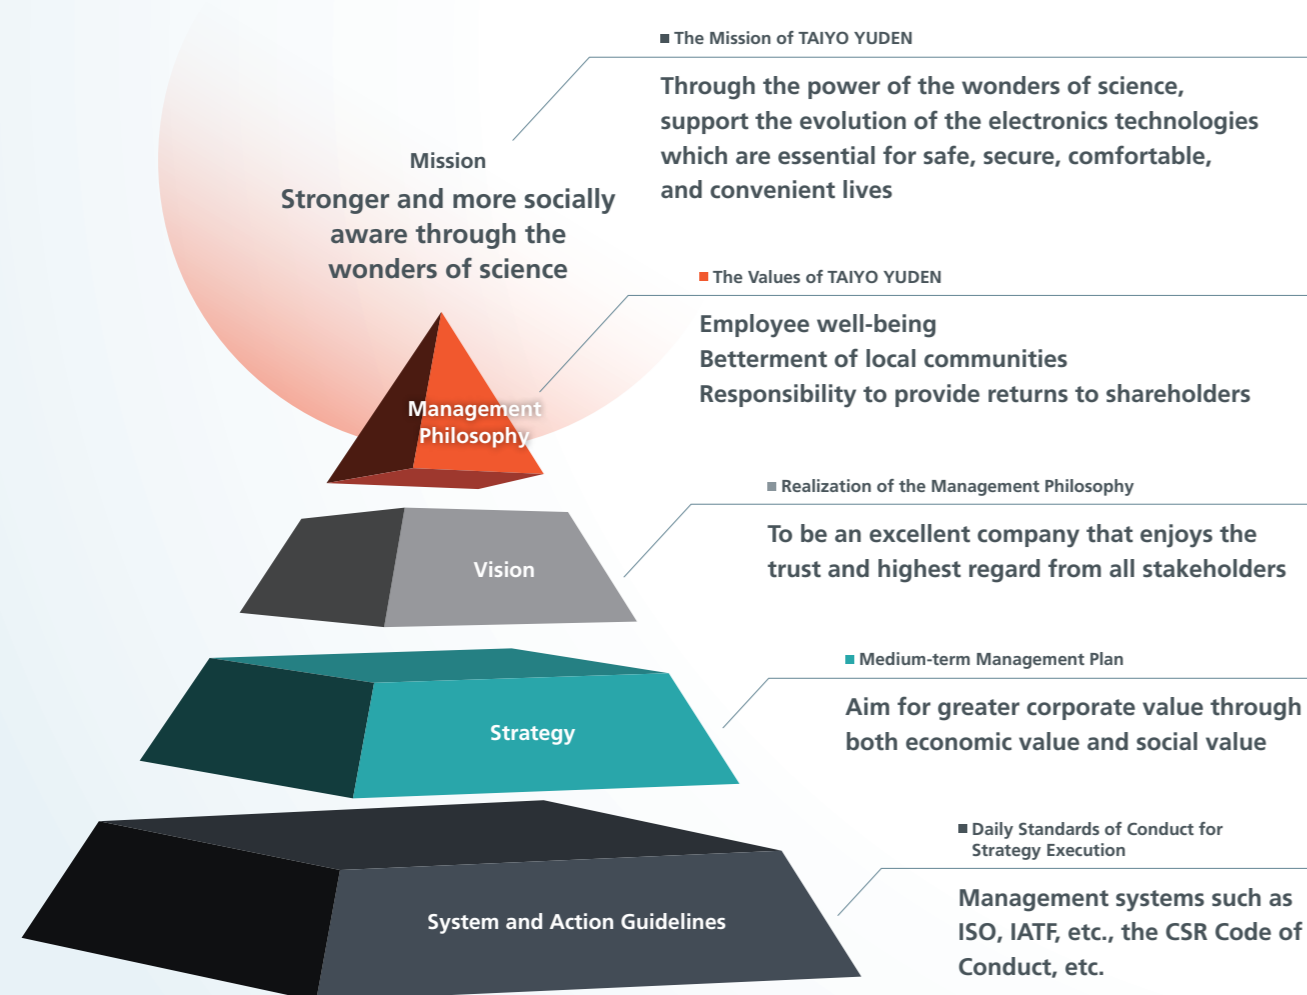 The Mission of TAIYO YUDEN
Through the power of the wonders of science,
support the evolution of the electronics technologies
which are essential for safe, secure, comfortable,
and convenient lives
Mission
Stronger and more socially
aware through the
wonders of science
The Values of TAIYO YUDEN
Employee well-being
Betterment of local communities
Responsibility to provide returns to shareholders
Management
Philosophy
Realization of the Management Philosophy
To be an excellent company that enjoys the
trust and highest regard from all stakeholders
Vision
Medium-term Management Plan
Aim for greater corporate value through
both economic value and social value
Strategy
Daily Standards of Conduct for
Strategy Execution
Management systems such as
ISO, IATF, etc., the CSR Code of
Conduct, etc.
System and Action Guidelines